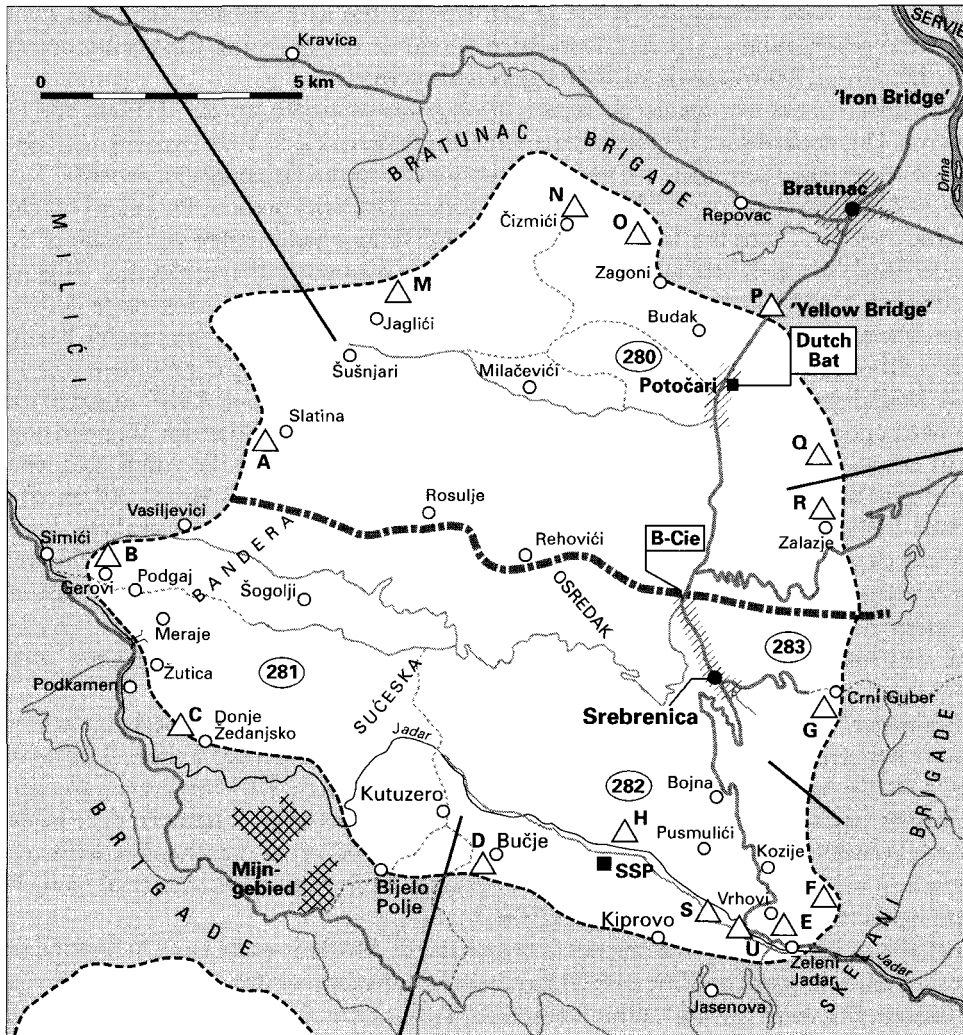 Kravica
SERVIË
0
5 km
'Iron Bridge'
BRATUNAC BRIGADE
Drina
Bratunac
Repovac
MILIĆI
N
Čizmići
O
Zagoni
M
P
'Yellow Bridge'
Jaglići
Budak
Dutch
Bat
280
Šušnjari
Milačevići
Potočari
Slatina
A
Q
Rosulje
R
Vasiljevici
Simići
B
B-Cie
Rehovići
Zalazje
Gerovi
Podgaj
BANDERA
Šogolji
OSREDAK
Meraje
283
Žutica
281
Podkamen
SUĆESKA
Srebrenica
Crni Guber
C
Donje
Žedanjsko
G
Jadar
BRIGADE
282
Bojna
Kutuzero
H
Pusmulići
D
Bučje
Kozije
Mijn-
gebied
SSP
Bijelo
Polje
F
S
Vrhovi
E
Kiprovo
U
Zeleni
Jadar
Jadar
SKELANI BRIGADE
Jasenova